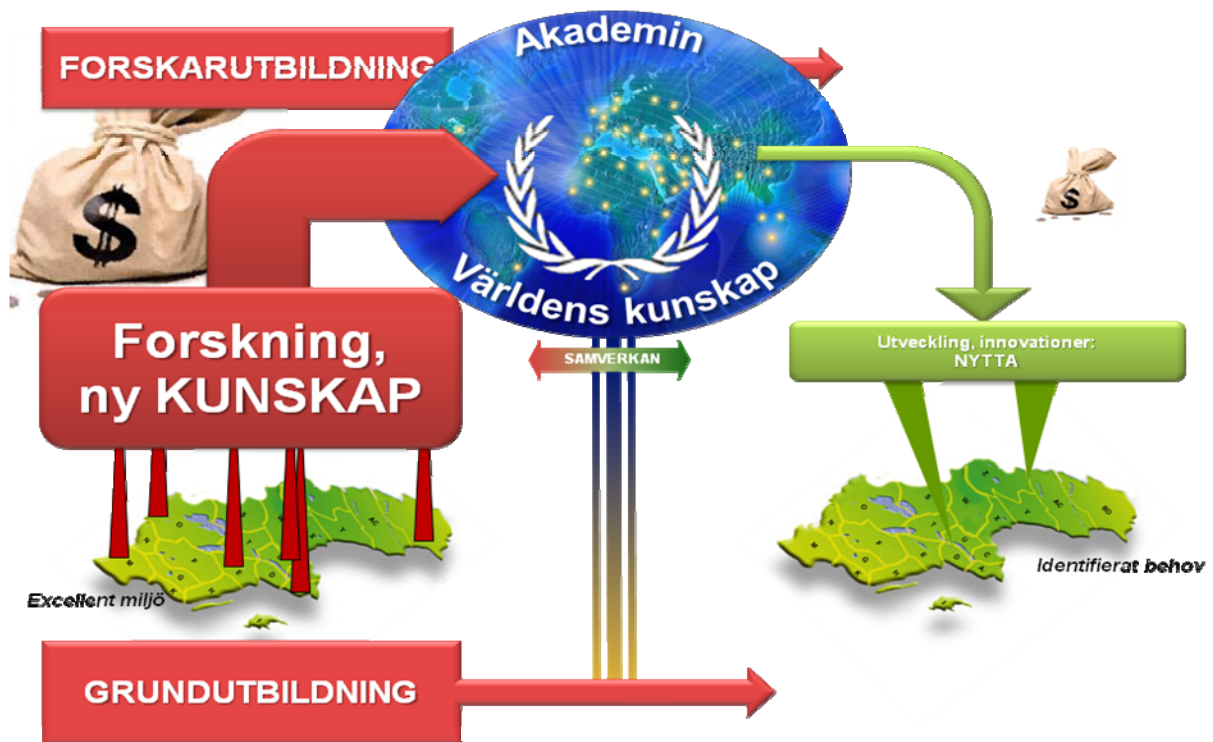 FORSKARUTBILDNING
Akademin
Världens kunskap
$
$
Forskning,
ny KUNSKAP
SAMVERKAN
Utveckling, innovationer:
NYTTA
Excellent miljö
Identifierat behov
GRUNDUTBILDNING